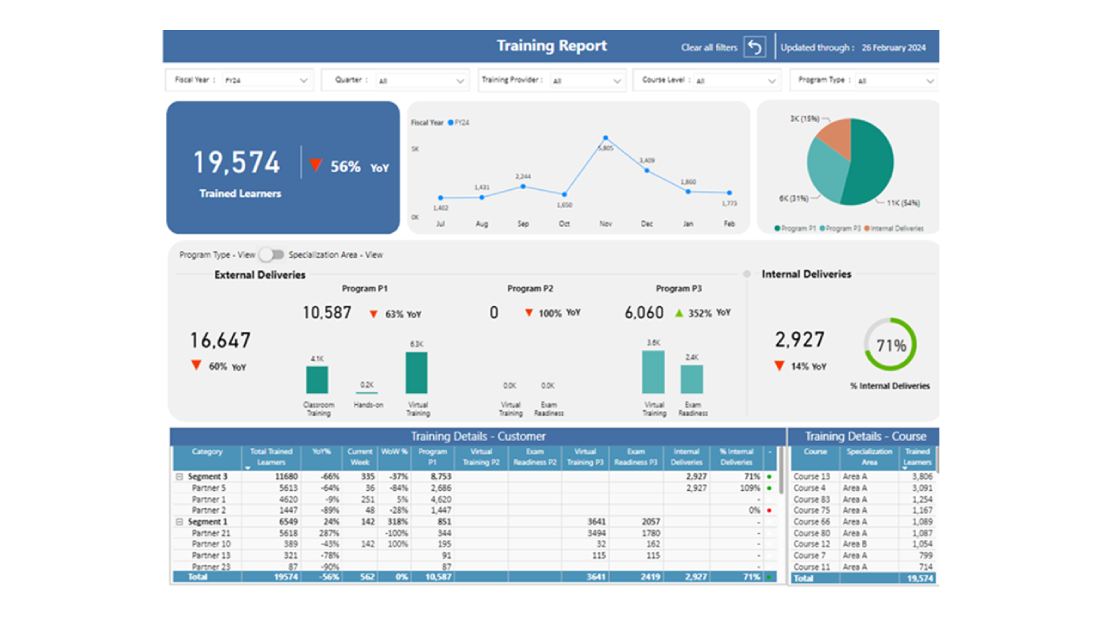 Training Report
Clear all filters
Updated through : 26 February 2024
Fiscal Year : FY24
Quarter : All
Training Provider : All
Course Level : All
Program Type : All
19,574
56% YoY
Trained Learners
Fiscal Year FY24
5K
0K
1,402
1,431
2,244
1,650
5,805
3,409
1,860
1,773
Jul Aug Sep Oct Nov Dec Jan Feb
3K (15%)
6K (31%)
11K (54%)
Program P1 Program P3 Internal Deliveries
Program Type - View Specialization Area - View
External Deliveries
16,647
60% YoY
Program P1
10,587 63% YoY
4.1K
0.2K
6.3K
Classroom Training
Hands-on
Virtual Training
Program P2
0 100% YoY
0.0K
0.0K
Virtual Training
Exam Readiness
Program P3
6,060 352% YoY
3.6K
2.4K
Virtual Training
Exam Readiness
Internal Deliveries
2,927
14% YoY
71%
% Internal Deliveries
Training Details - Customer
Category Total Trained Learners YoY% Current Week WoW % Program P1 Virtual Training P2 Exam Readiness P2 Virtual Training P3 Exam Readiness P3 Internal Deliveries % Internal Deliveries -
Segment 3 11680 -66% 335 -37% 8,753 2,927 71%
Partner 5 5613 -64% 36 -84% 2,686 2,927 109%
Partner 1 4620 -9% 251 5% 4,620 -
Partner 2 1447 -89% 48 -28% 1,447 0%
Segment 1 6549 24% 142 318% 851 3641 2057 -
Partner 21 5618 287% -100% 344 3494 1780 -
Partner 10 389 -43% 142 100% 195 32 162 -
Partner 13 321 -78% 91 115 115 -
Partner 23 87 -90% 87 -
Total 19574 -56% 562 0% 10,587 3641 2419 2,927 71%
Training Details - Course
Course Specialization Area Trained Learners
Course 13 Area A 3,806
Course 4 Area A 3,091
Course 83 Area A 1,254
Course 75 Area A 1,167
Course 66 Area A 1,089
Course 80 Area A 1,087
Course 12 Area B 1,054
Course 7 Area A 799
Course 11 Area A 714
Total 19,574